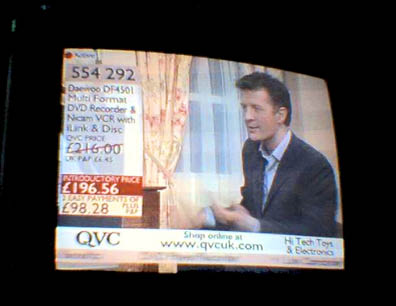 Active
554 292
Daewoo DF4501
Multi Format
DVD Recorder &
Nicam VCR with
iLink & Disc
QVC PRICE
£216.00
UK P&P £6.45
INTRODUCTORY PRICE
£196.56
2 EASY PAYMENTS OF
£98.28 PLUS P&P
QVC
Shop online at
www.qvcuk.com
Hi Tech Toys
& Electronics